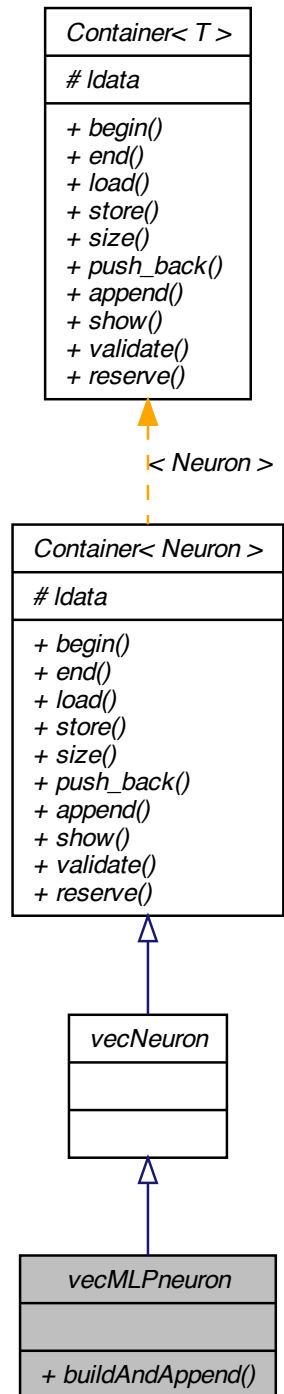 Container< T >
# ldata
+ begin()
+ end()
+ load()
+ store()
+ size()
+ push_back()
+ append()
+ show()
+ validate()
+ reserve()
< Neuron >
Container< Neuron >
# ldata
+ begin()
+ end()
+ load()
+ store()
+ size()
+ push_back()
+ append()
+ show()
+ validate()
+ reserve()
vecNeuron
vecMLPneuron
+ buildAndAppend()